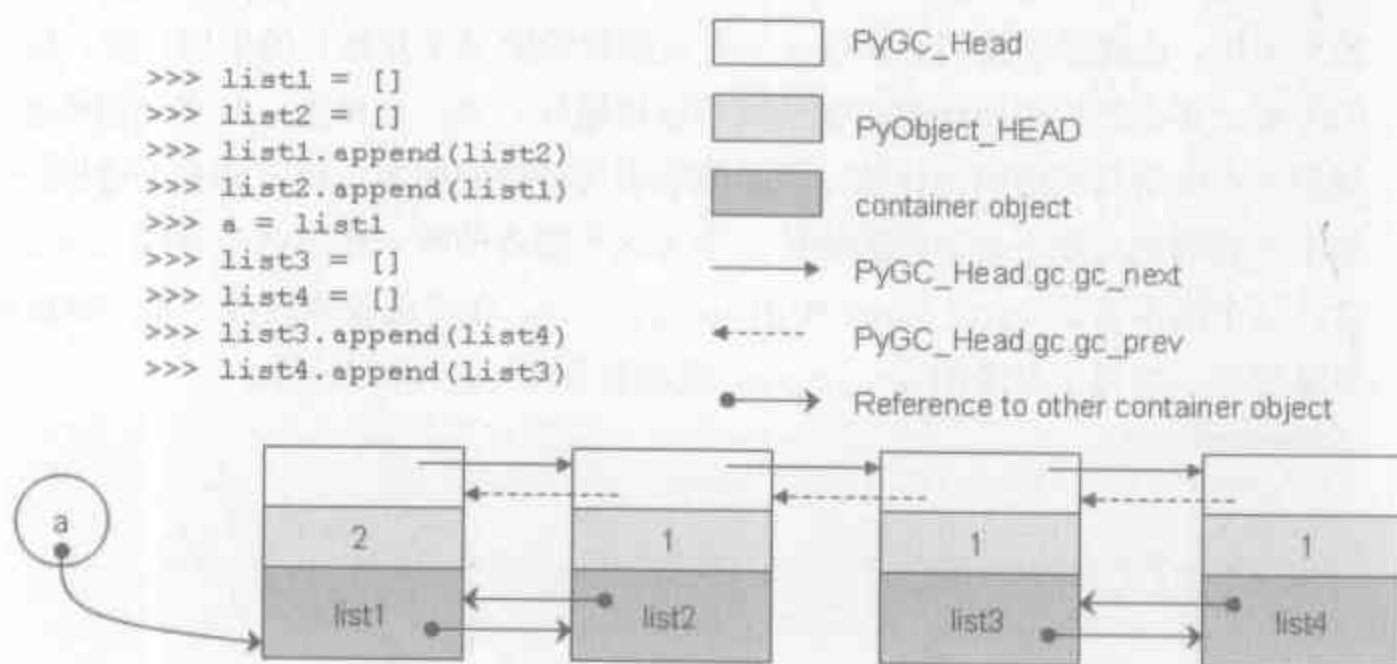 >>> list1 = []
>>> list2 = []
>>> list1.append(list2)
>>> list2.append(list1)
>>> a = list1
>>> list3 = []
>>> list4 = []
>>> list3.append(list4)
>>> list4.append(list3)
PyGC_Head
PyObject_HEAD
container object
PyGC_Head.gc.gc_next
PyGC_Head.gc.gc_prev
Reference to other container object
a
2
1
1
1
list1
list2
list3
list4